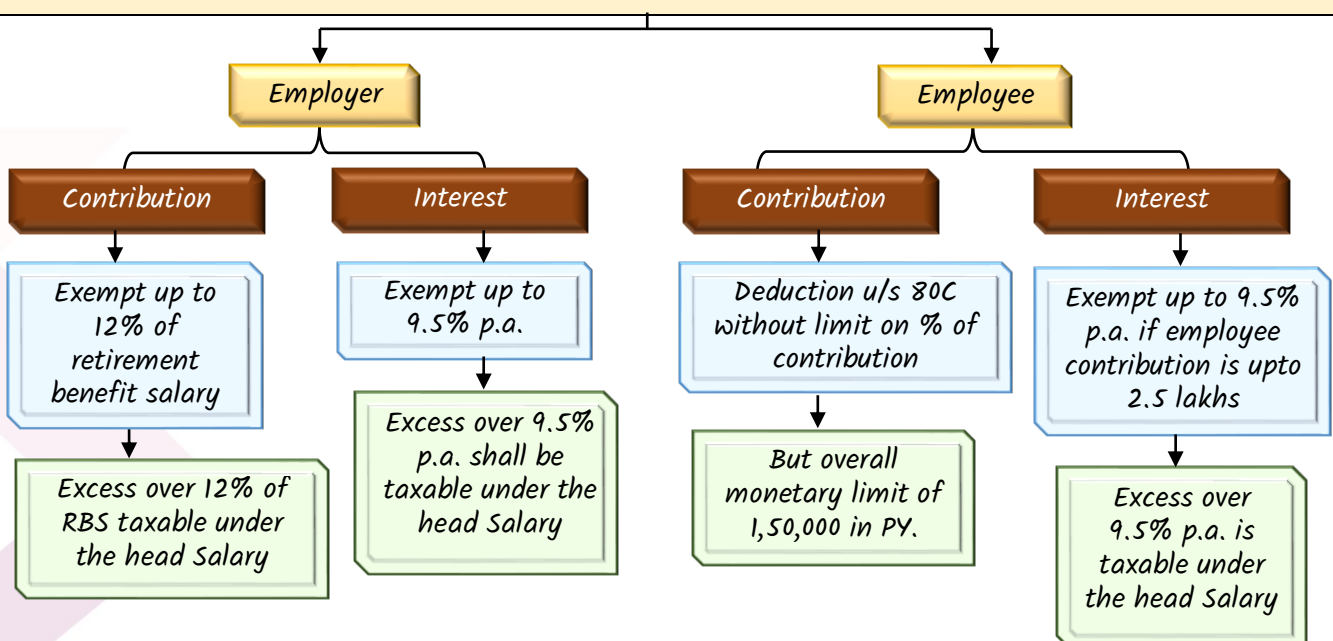 Employer
Employee
Contribution
Interest
Contribution
Interest
Exempt up to
12% of
retirement
benefit salary
Exempt up to
9.5% p.a.
Deduction u/s 80C
without limit on % of
contribution
Exempt up to 9.5%
p.a. if employee
contribution is upto
2.5 lakhs
Excess over 12% of
RBS taxable under
the head Salary
Excess over 9.5%
p.a. shall be
taxable under the
head Salary
But overall
monetary limit of
1,50,000 in PY.
Excess over
9.5% p.a. is
taxable under
the head Salary